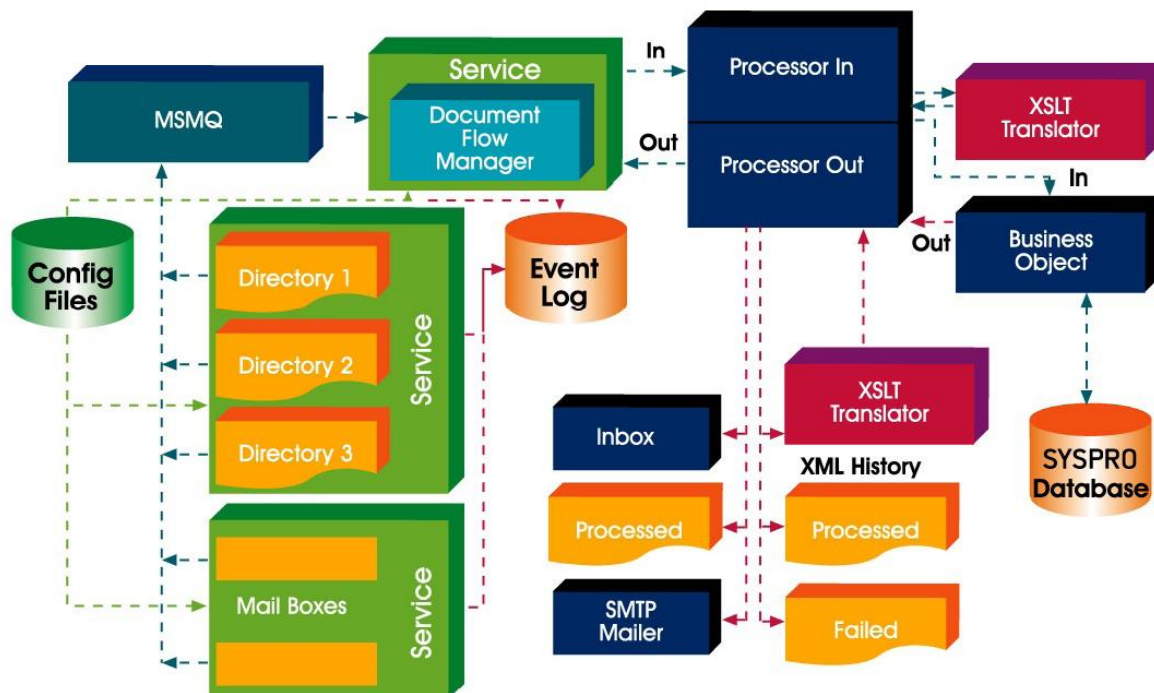 In
Service
Processor In
MSMQ
Document
Flow
Manager
XSLT
Translator
Out
Processor Out
In
Out
Business
Object
Config
Files
Directory 1
Directory 2
Directory 3
Service
Event
Log
XSLT
Translator
Inbox
XML History
SYSPRO
Database
Processed
Processed
Mail Boxes
Service
SMTP
Mailer
Failed